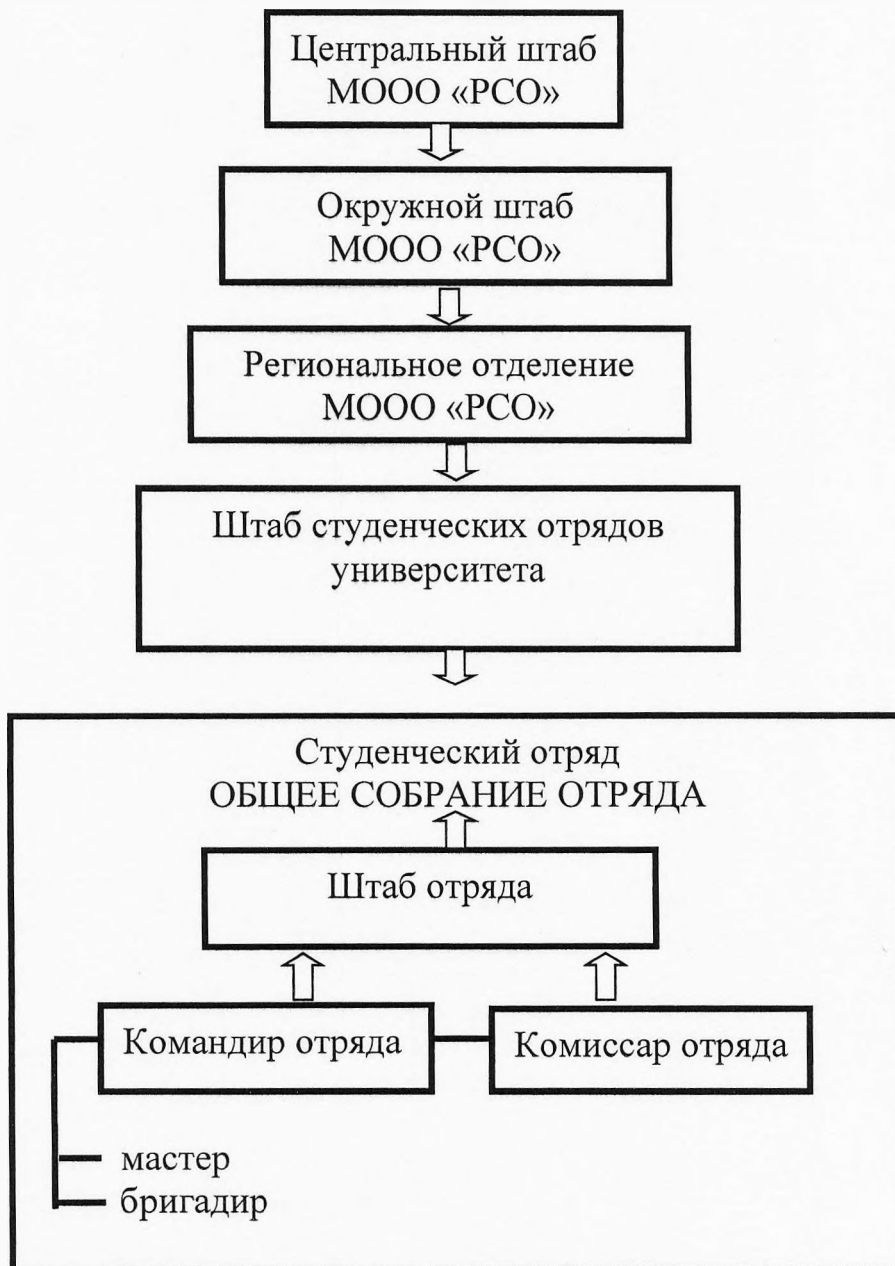 Центральный штаб
МООО «РСО»
Окружной штаб
МООО «РСО»
Региональное отделение
МООО «РСО»
Штаб студенческих отрядов
университета
Студенческий отряд
ОБЩЕЕ СОБРАНИЕ ОТРЯДА
Штаб отряда
Командир отряда
Комиссар отряда
мастер
бригадир